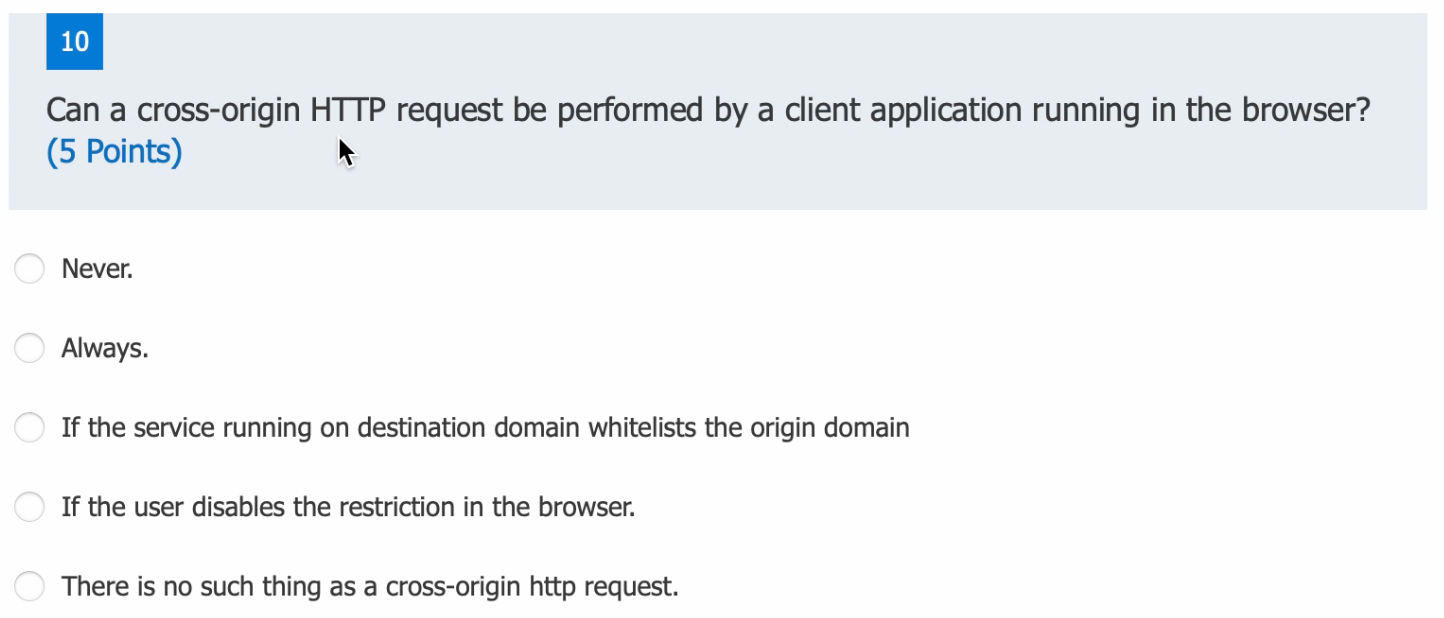 10
Can a cross-origin HTTP request be performed by a client application running in the browser?
(5 Points)
Never.
Always.
If the service running on destination domain whitelists the origin domain
If the user disables the restriction in the browser.
There is no such thing as a cross-origin http request.